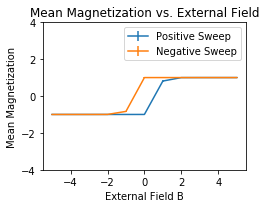 Mean Magnetization vs. External Field
Positive Sweep
Negative Sweep
Mean Magnetization
4
2
0
−2
−4
−4
−2
0
2
4
External Field B